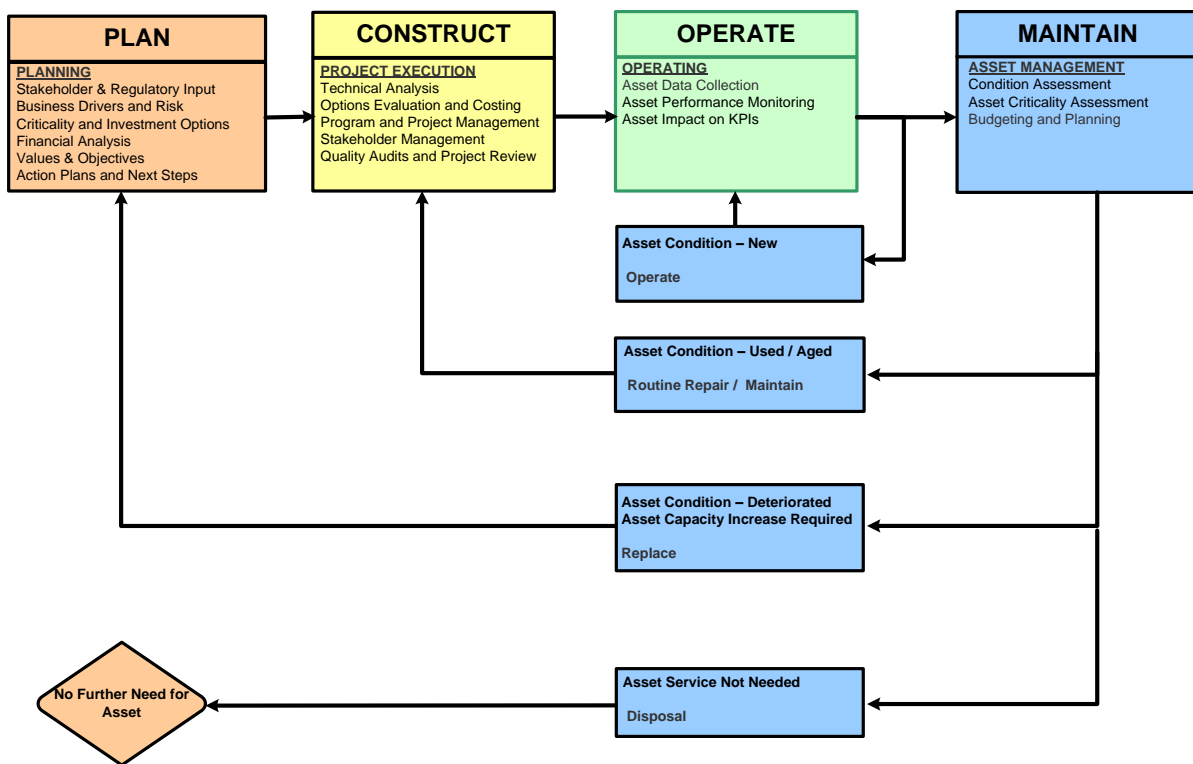 PLAN
PLANNING
Stakeholder & Regulatory Input
Business Drivers and Risk
Criticality and Investment Options
Financial Analysis
Values & Objectives
Action Plans and Next Steps
CONSTRUCT
PROJECT EXECUTION
Technical Analysis
Options Evaluation and Costing
Program and Project Management
Stakeholder Management
Quality Audits and Project Review
OPERATE
OPERATING
Asset Data Collection
Asset Performance Monitoring
Asset Impact on KPIs
MAINTAIN
ASSET MANAGEMENT
Condition Assessment
Asset Criticality Assessment
Budgeting and Planning
Asset Condition – New
Operate
Asset Condition – Used / Aged
Routine Repair / Maintain
Asset Condition – Deteriorated
Asset Capacity Increase Required
Replace
No Further Need for
Asset
Asset Service Not Needed
Disposal